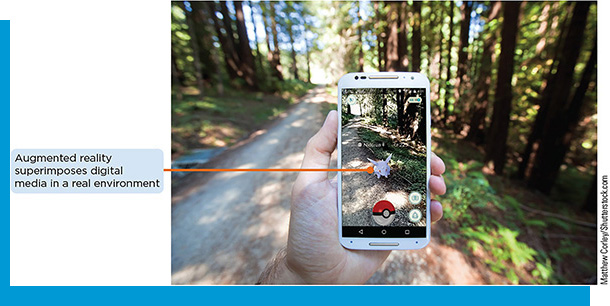 Augmented reality
superimposes digital
media in a real environment
Matthew Corley/Shutterstock.com